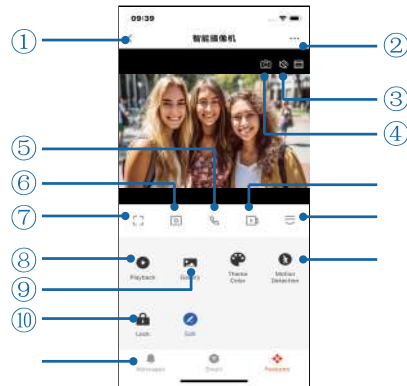 09:39
① 智能摄像机 ... ②
③
④
⑤
⑥
⑦
⑧ Playback Gallery Theme Color Motion Detection
⑨
⑩ Lock Edit
Messages Smart Features